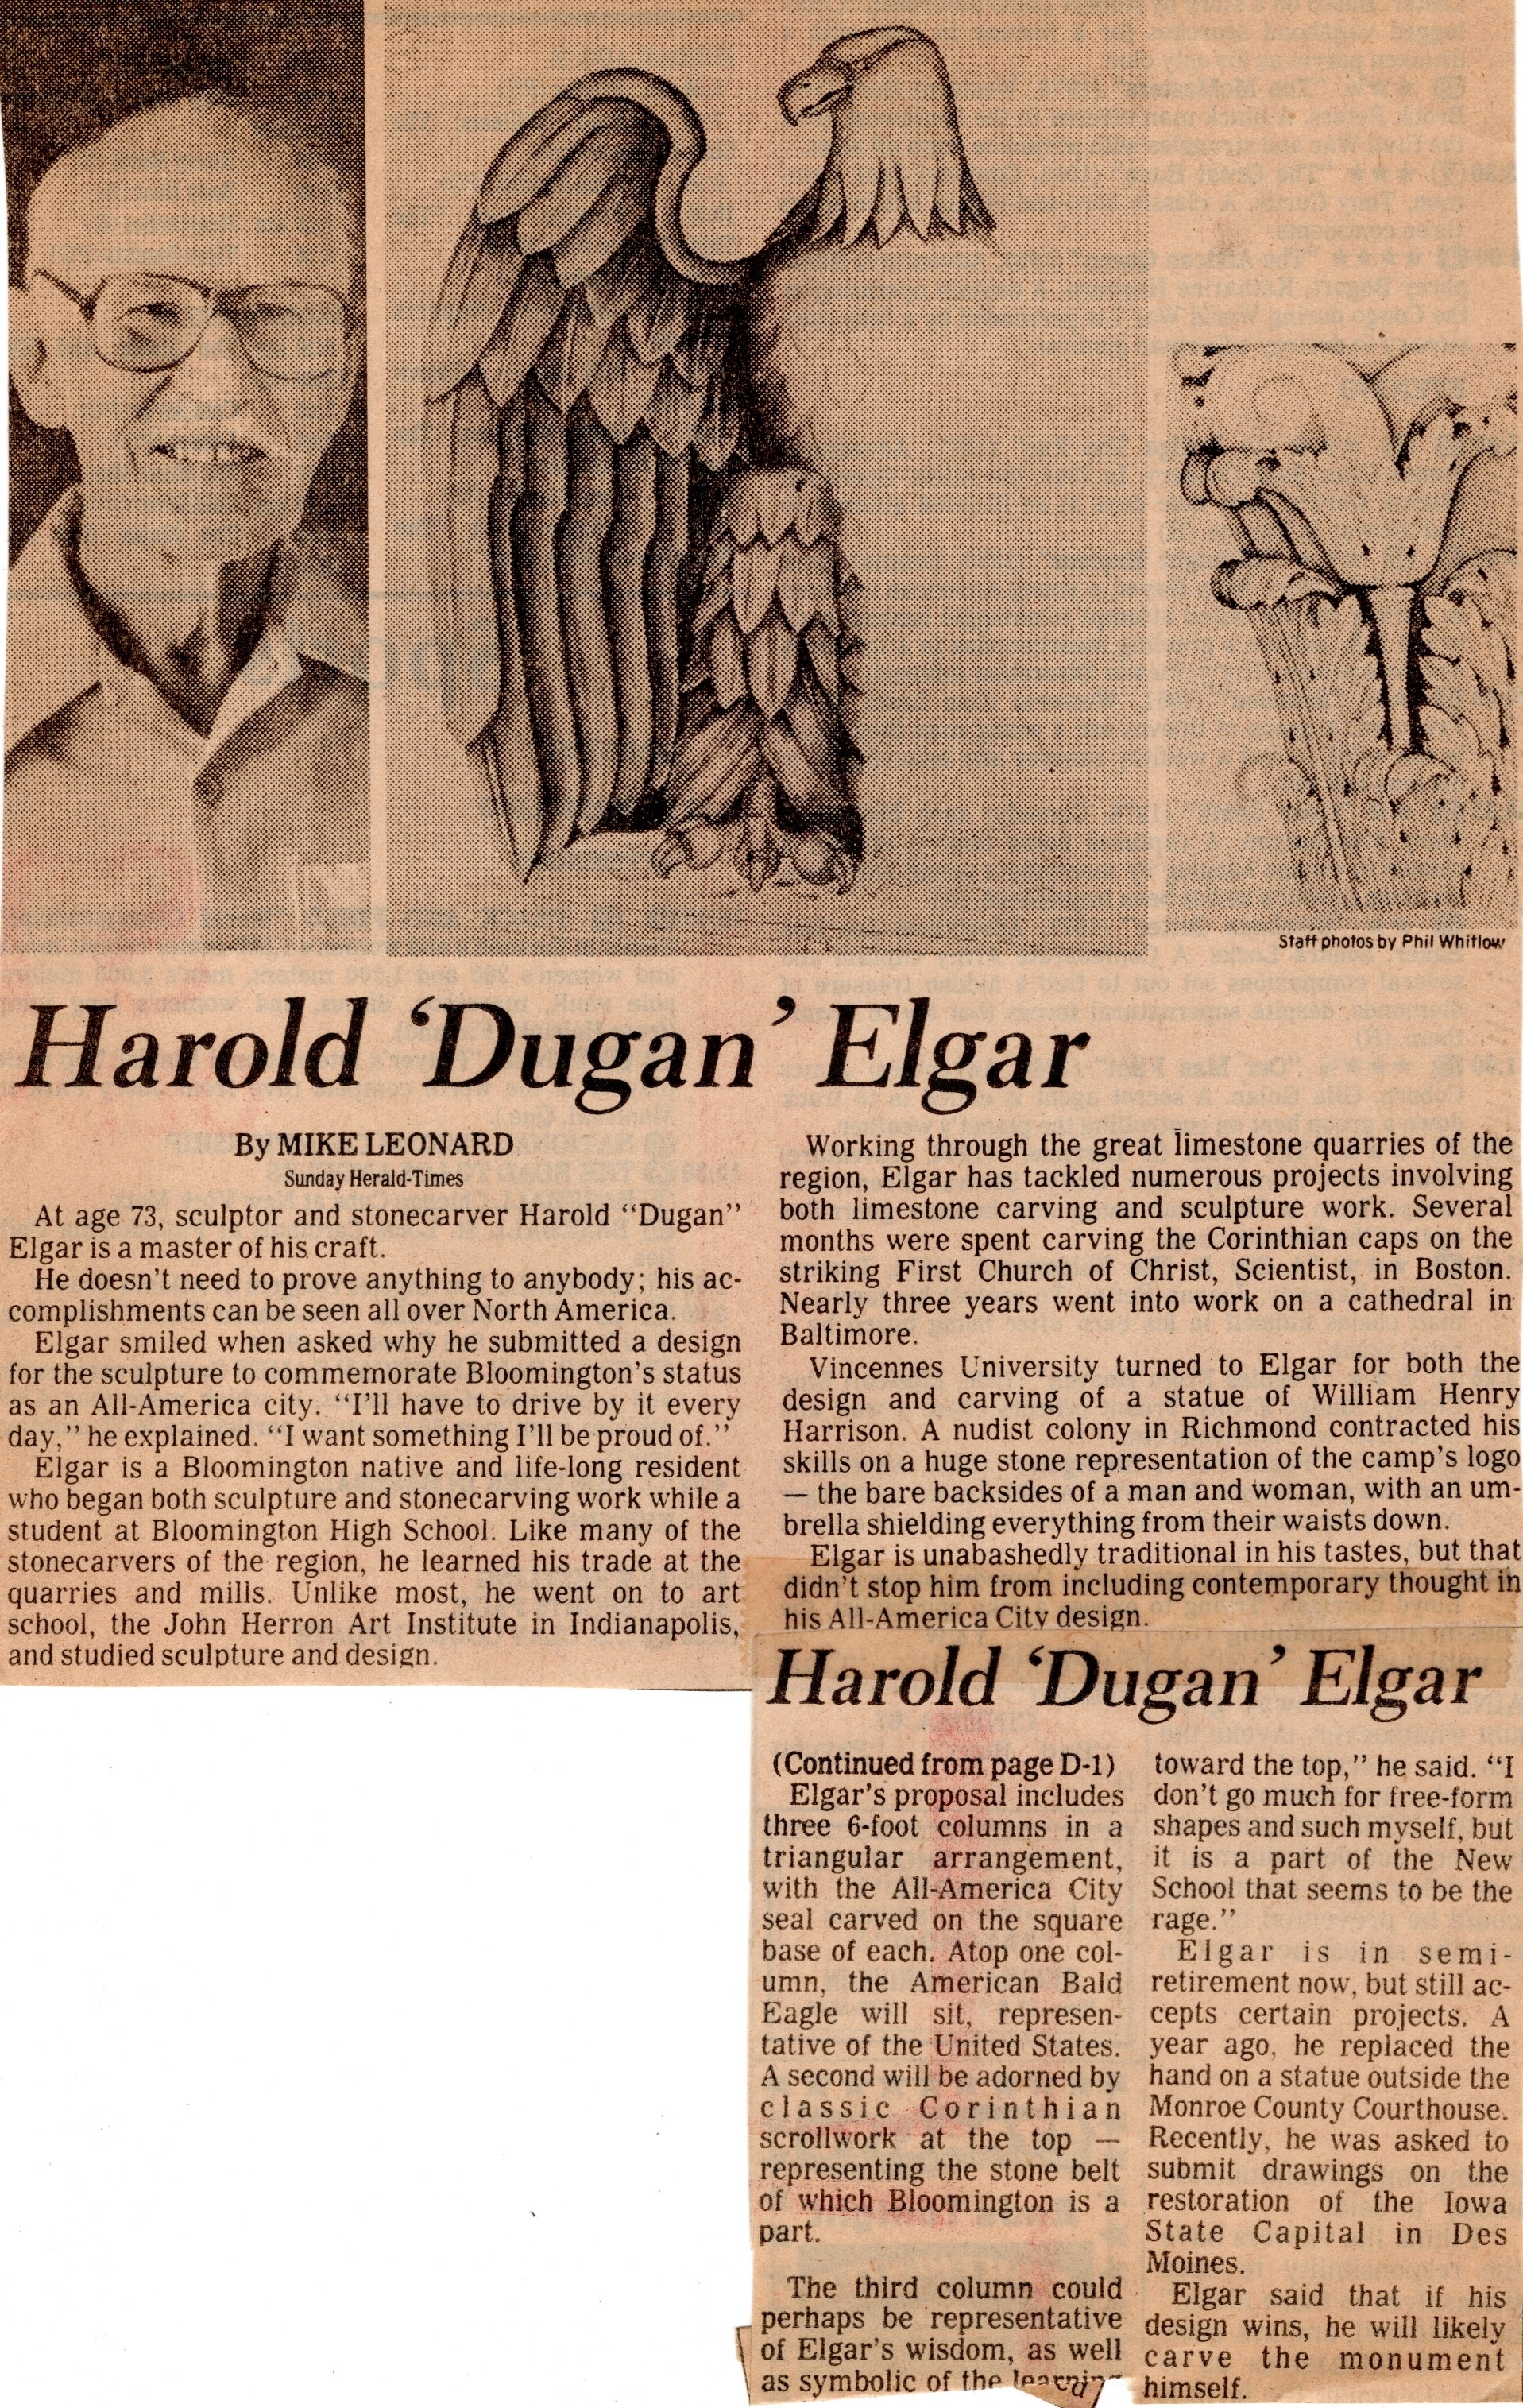 Staff photos by Phil Whitlow
Harold ‘Dugan’ Elgar
By MIKE LEONARD
Sunday Herald-Times
At age 73, sculptor and stonecarver Harold “Dugan”
Elgar is a master of his craft.
He doesn’t need to prove anything to anybody; his ac-
complishments can be seen all over North America.
Elgar smiled when asked why he submitted a design
for the sculpture to commemorate Bloomington’s status
as an All-America city. “I’ll have to drive by it every
day,” he explained. “I want something I’ll be proud of.”
Elgar is a Bloomington native and life-long resident
who began both sculpture and stonecarving work while a
student at Bloomington High School. Like many of the
stonecarvers of the region, he learned his trade at the
quarries and mills. Unlike most, he went on to art
school, the John Herron Art Institute in Indianapolis,
and studied sculpture and design.
Working through the great limestone quarries of the
region, Elgar has tackled numerous projects involving
both limestone carving and sculpture work. Several
months were spent carving the Corinthian caps on the
striking First Church of Christ, Scientist, in Boston.
Nearly three years went into work on a cathedral in
Baltimore.
Vincennes University turned to Elgar for both the
design and carving of a statue of William Henry
Harrison. A nudist colony in Richmond contracted his
skills on a huge stone representation of the camp’s logo
— the bare backsides of a man and woman, with an um-
brella shielding everything from their waists down.
Elgar is unabashedly traditional in his tastes, but that
didn’t stop him from including contemporary thought in
his All-America City design.
Harold ‘Dugan’ Elgar
(Continued from page D-1)
Elgar’s proposal includes
three 6-foot columns in a
triangular arrangement,
with the All-America City
seal carved on the square
base of each. Atop one col-
umn, the American Bald
Eagle will sit, represen-
tative of the United States.
A second will be adorned by
classic Corinthian
scrollwork at the top —
representing the stone belt
of which Bloomington is a
part.
The third column could
perhaps be representative
of Elgar’s wisdom, as well
as symbolic of the learning
toward the top,” he said. “I
don’t go much for free-form
shapes and such myself, but
it is a part of the New
School that seems to be the
rage.”
Elgar is in semi-
retirement now, but still ac-
cepts certain projects. A
year ago, he replaced the
hand on a statue outside the
Monroe County Courthouse.
Recently, he was asked to
submit drawings on the
restoration of the Iowa
State Capital in Des
Moines.
Elgar said that if his
design wins, he will likely
carve the monument
himself.